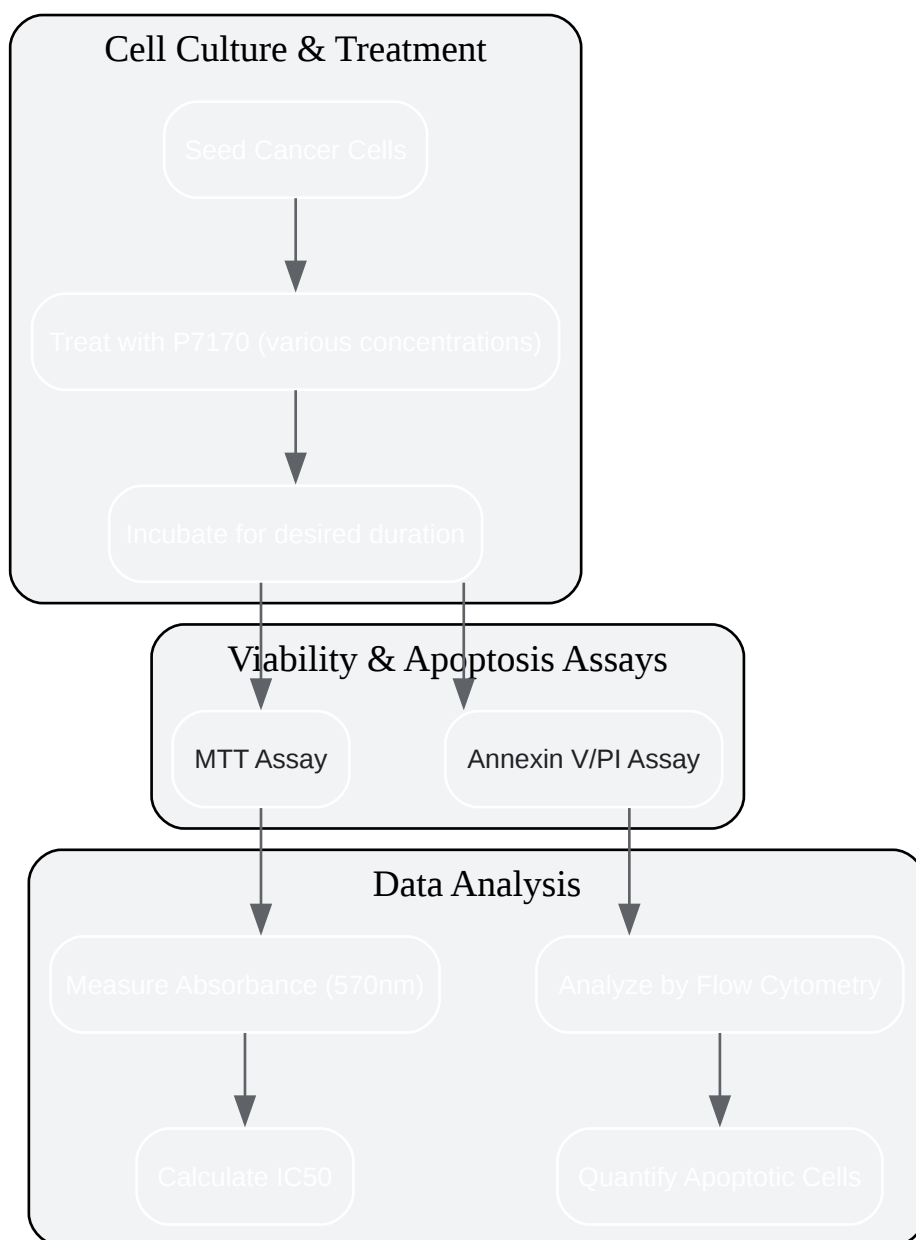 Cell Culture & Treatment
Seed Cancer Cells
Treat with P7170 (various concentrations)
Incubate for desired duration
Viability & Apoptosis Assays
MTT Assay
Annexin V/PI Assay
Data Analysis
Measure Absorbance (570nm)
Analyze by Flow Cytometry
Calculate IC50
Quantify Apoptotic Cells